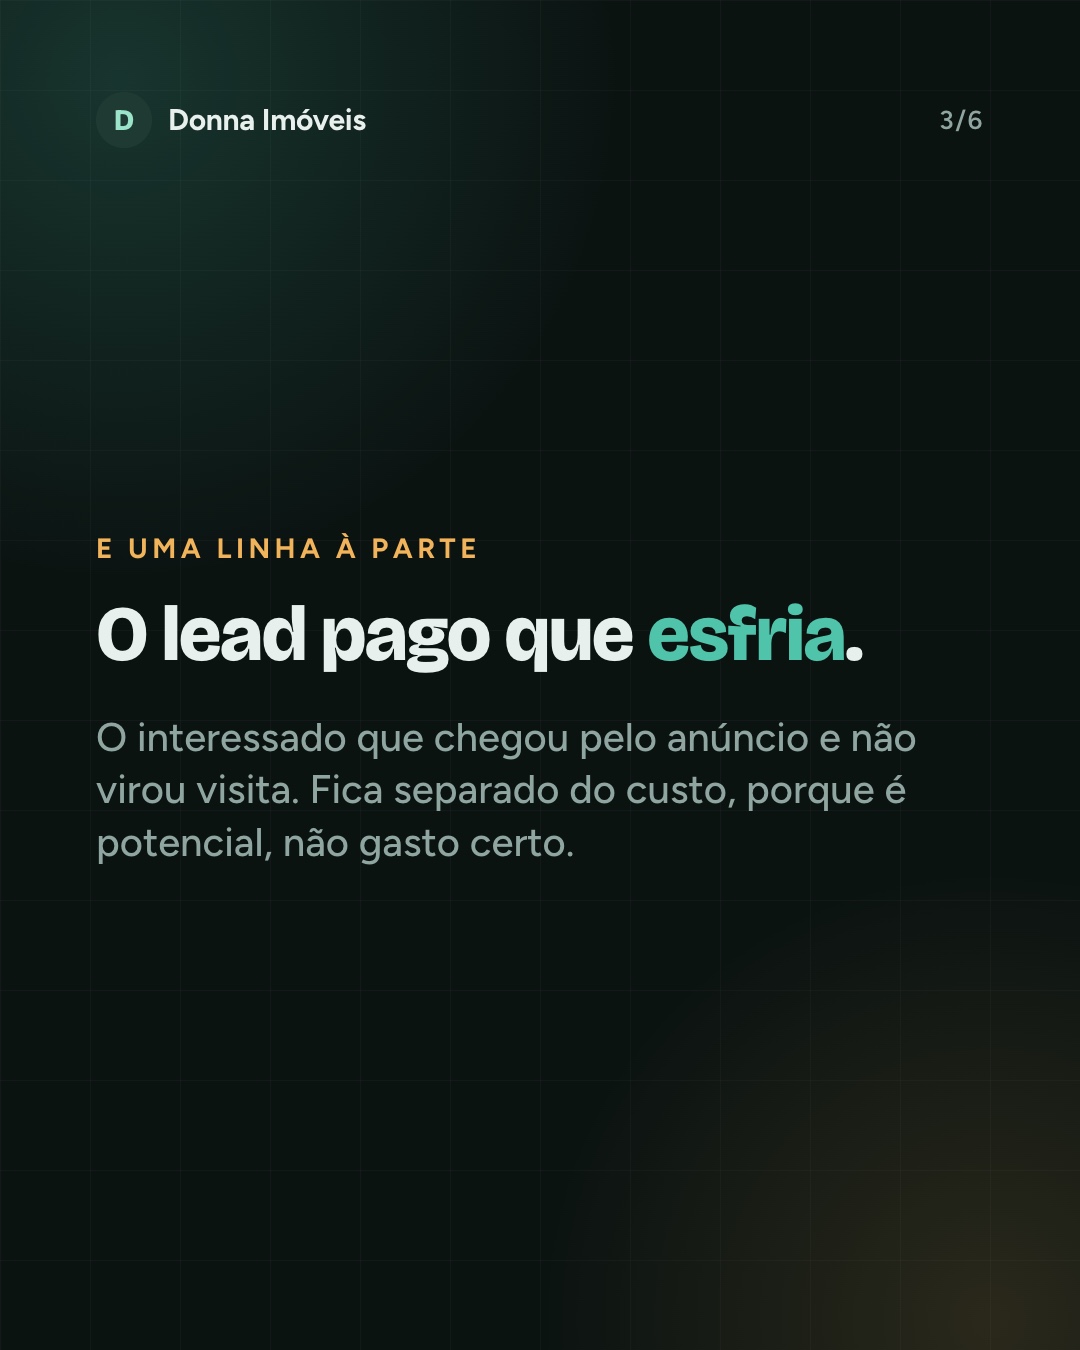 D Donna Imóveis 3/6
E UMA LINHA À PARTE
O lead pago que esfria.
O interessado que chegou pelo anúncio e não
virou visita. Fica separado do custo, porque é
potencial, não gasto certo.